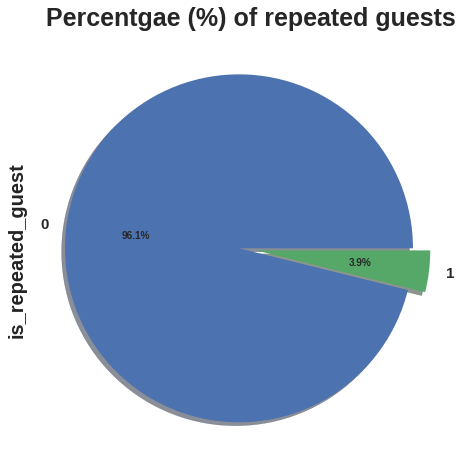 Percentgae (%) of repeated guests
is_repeated_guest
0
96.1%
3.9%
1